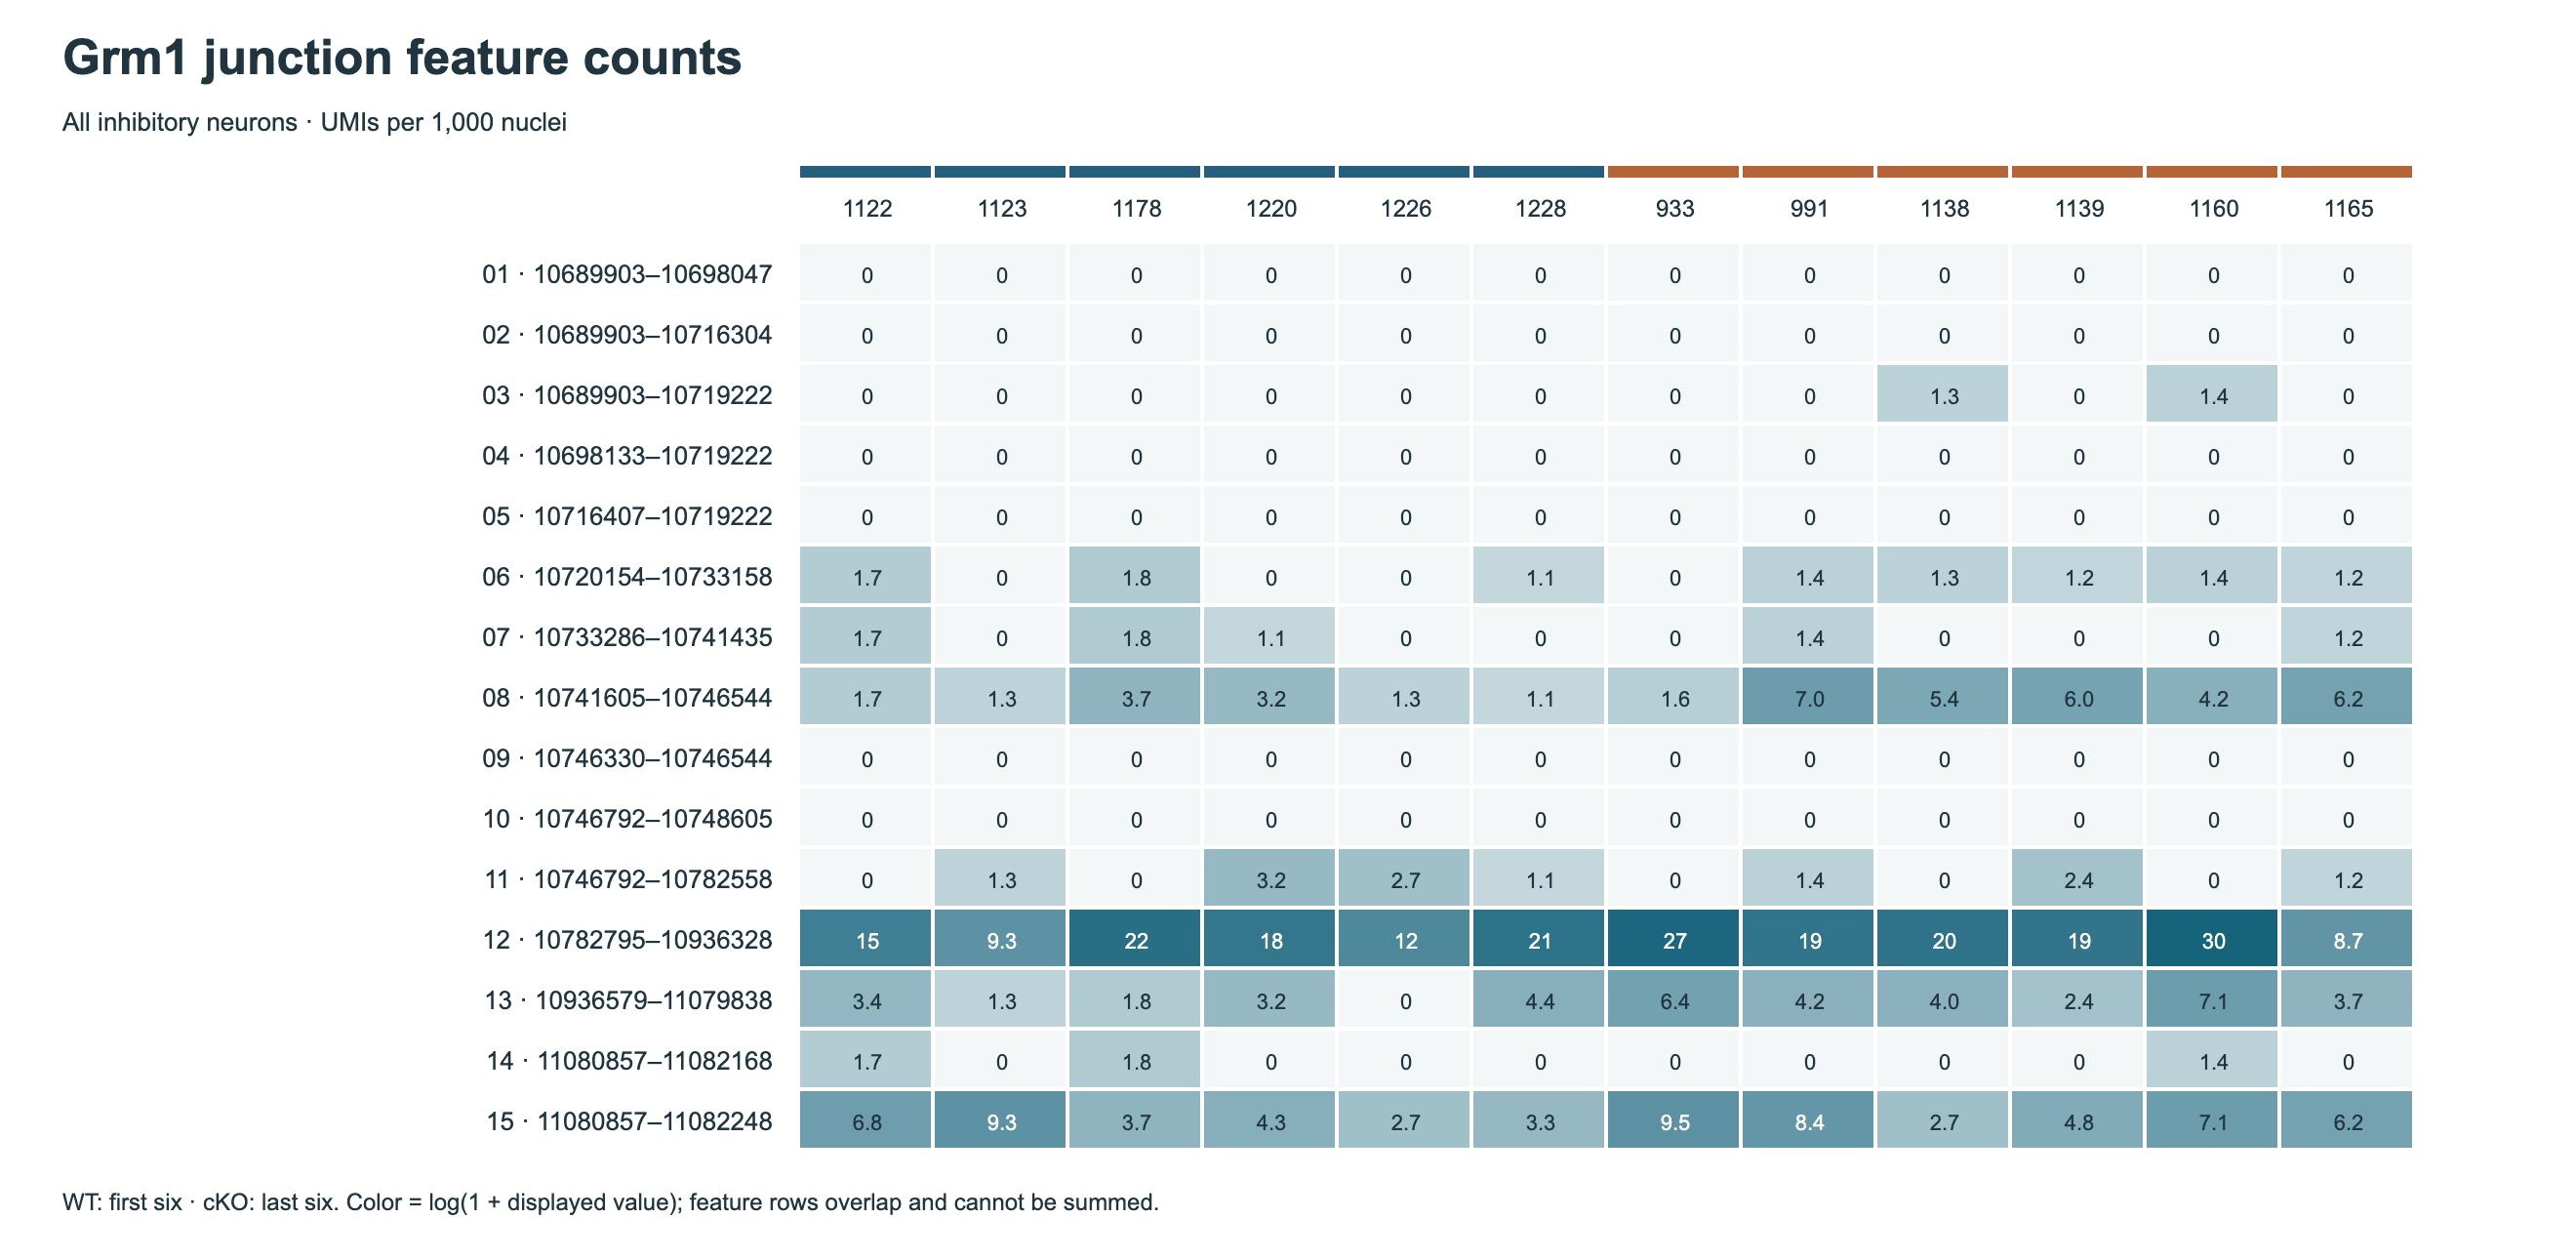 Grm1 junction feature counts
All inhibitory neurons · UMIs per 1,000 nuclei
1122 1123 1178 1220 1226 1228 933 991 1138 1139 1160 1165
01 · 10689903–10698047 0 0 0 0 0 0 0 0 0 0 0 0
02 · 10689903–10716304 0 0 0 0 0 0 0 0 0 0 0 0
03 · 10689903–10719222 0 0 0 0 0 0 0 0 1.3 0 1.4 0
04 · 10698133–10719222 0 0 0 0 0 0 0 0 0 0 0 0
05 · 10716407–10719222 0 0 0 0 0 0 0 0 0 0 0 0
06 · 10720154–10733158 1.7 0 1.8 0 0 1.1 0 1.4 1.3 1.2 1.4 1.2
07 · 10733286–10741435 1.7 0 1.8 1.1 0 0 0 1.4 0 0 0 1.2
08 · 10741605–10746544 1.7 1.3 3.7 3.2 1.3 1.1 1.6 7.0 5.4 6.0 4.2 6.2
09 · 10746330–10746544 0 0 0 0 0 0 0 0 0 0 0 0
10 · 10746792–10748605 0 0 0 0 0 0 0 0 0 0 0 0
11 · 10746792–10782558 0 1.3 0 3.2 2.7 1.1 0 1.4 0 2.4 0 1.2
12 · 10782795–10936328 15 9.3 22 18 12 21 27 19 20 19 30 8.7
13 · 10936579–11079838 3.4 1.3 1.8 3.2 0 4.4 6.4 4.2 4.0 2.4 7.1 3.7
14 · 11080857–11082168 1.7 0 1.8 0 0 0 0 0 0 0 1.4 0
15 · 11080857–11082248 6.8 9.3 3.7 4.3 2.7 3.3 9.5 8.4 2.7 4.8 7.1 6.2
WT: first six · cKO: last six. Color = log(1 + displayed value); feature rows overlap and cannot be summed.